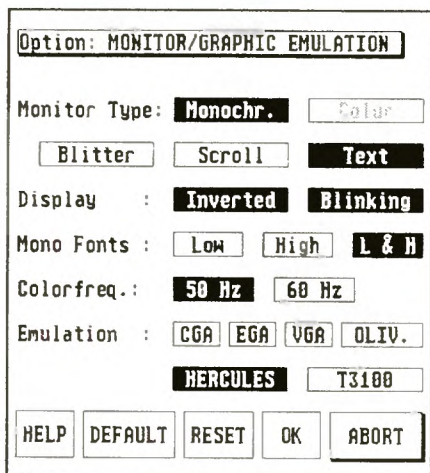 Option: MONITOR/GRAPHIC EMULATION
Monitor Type: Monochr. Color
Blitter Scroll Text
Display : Inverted Blinking
Mono Fonts : Low High L & H
Colorfreq.: 50 Hz 60 Hz
Emulation : CGA EGA VGA OLIV.
HERCULES T3100
HELP DEFAULT RESET OK ABORT